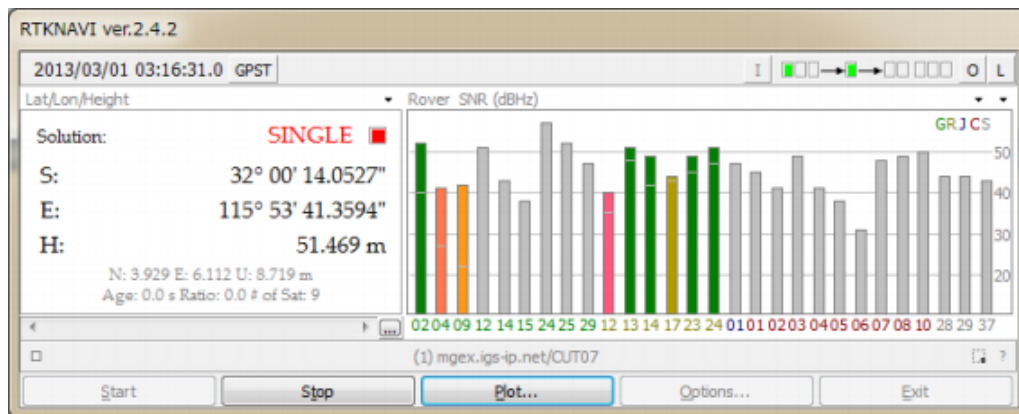 RTKNAVI ver.2.4.2
2013/03/01 03:16:31.0 GPST I O L
Lat/Lon/Height
Solution: SINGLE
S: 32° 00' 14.0527"
E: 115° 53' 41.3594"
H: 51.469 m
N: 3.929 E: 6.112 U: 8.719 m
Age: 0.0 s Ratio: 0.0 # of Sat: 9
...
Rover SNR (dBHz)
GRJCS
50
40
30
20
02 04 09 12 14 15 24 25 29 12 13 14 17 23 24 01 01 02 03 04 05 06 07 08 10 28 29 37
(1) mgex.igs-ip.net/CUT07 ?
Start Stop Plot... Options... Exit